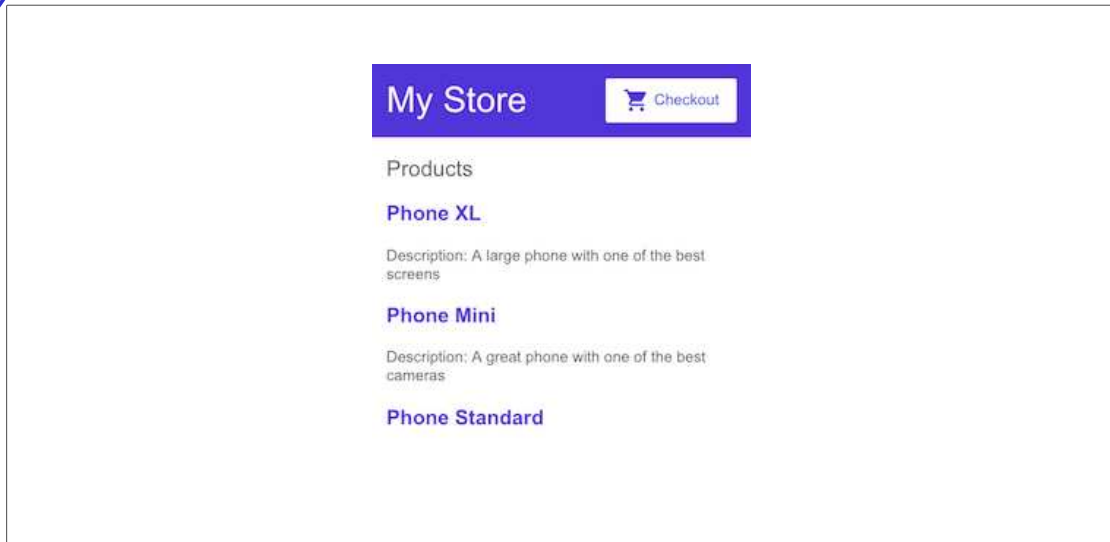 My Store
Checkout
Products
Phone XL
Description: A large phone with one of the best
screens
Phone Mini
Description: A great phone with one of the best
cameras
Phone Standard